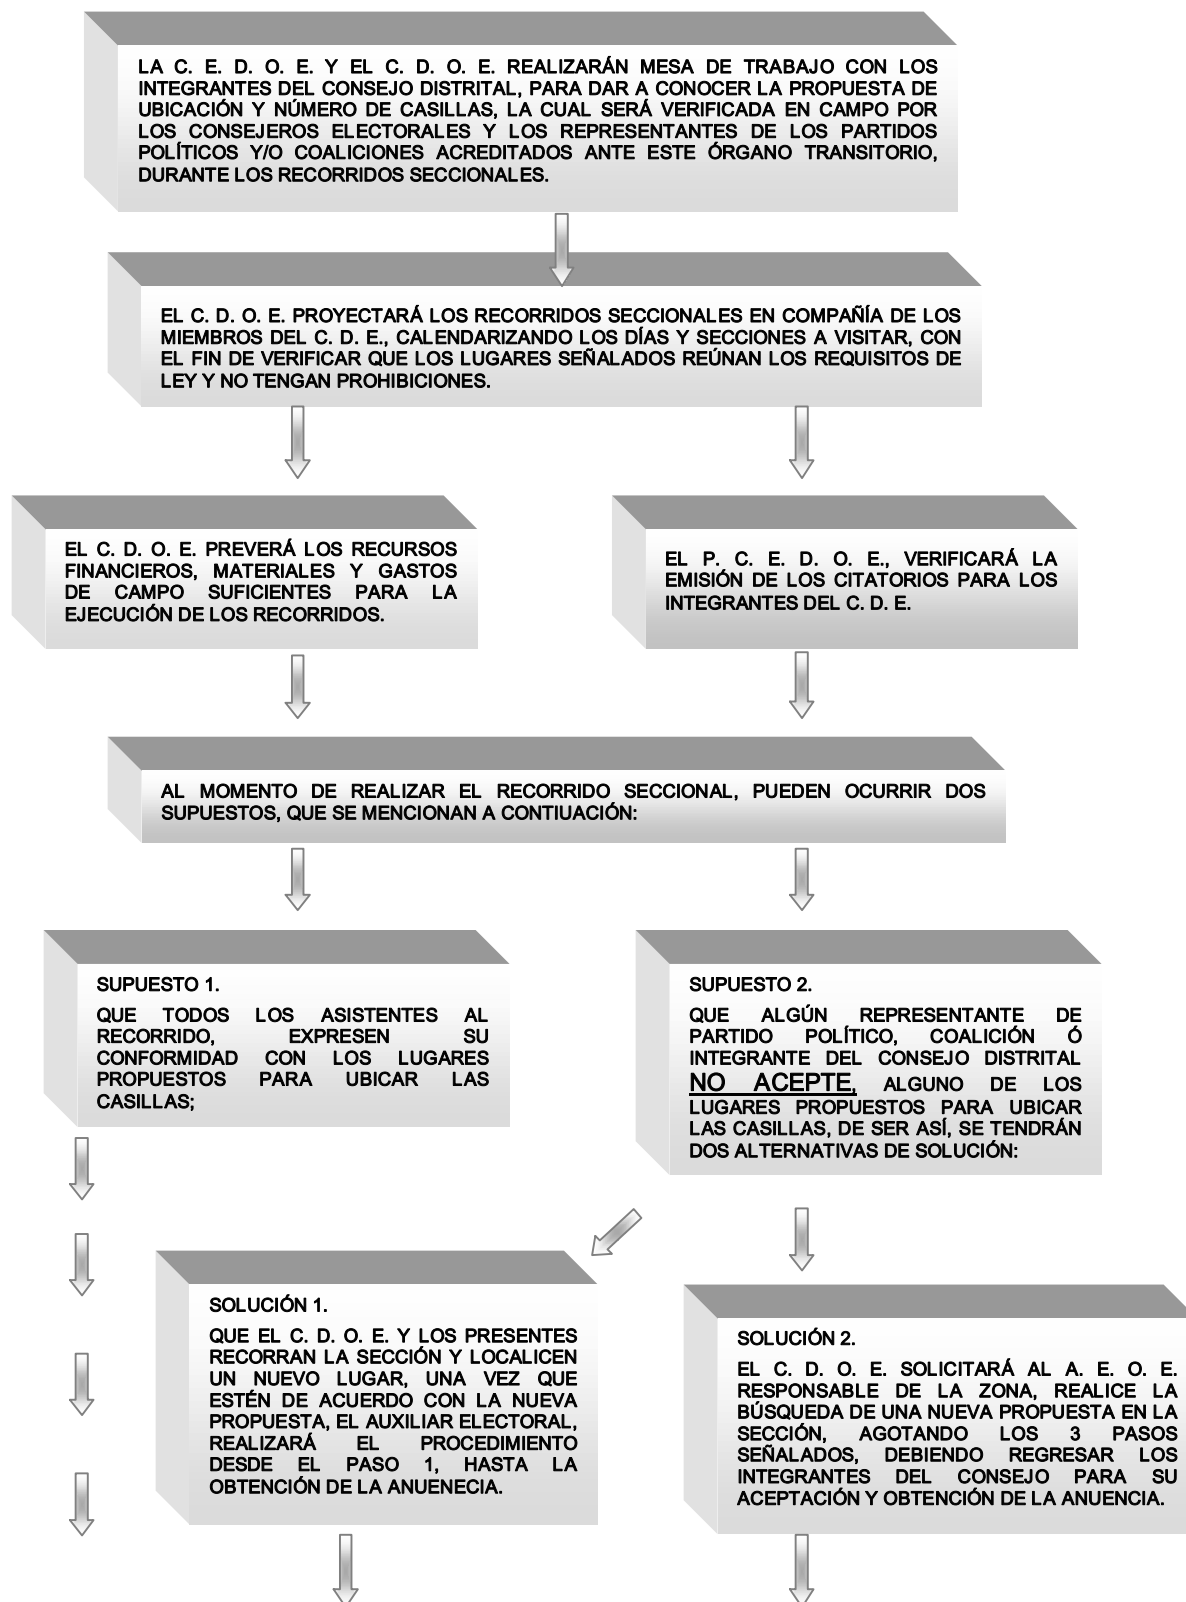 LA C. E. D. O. E. Y EL C. D. O. E. REALIZARÁN MESA DE TRABAJO CON LOS
INTEGRANTES DEL CONSEJO DISTRITAL, PARA DAR A CONOCER LA PROPUESTA DE
UBICACIÓN Y NÚMERO DE CASILLAS, LA CUAL SERÁ VERIFICADA EN CAMPO POR
LOS CONSEJEROS ELECTORALES Y LOS REPRESENTANTES DE LOS PARTIDOS
POLÍTICOS Y/O COALICIONES ACREDITADOS ANTE ESTE ÓRGANO TRANSITORIO,
DURANTE LOS RECORRIDOS SECCIONALES.
EL C. D. O. E. PROYECTARÁ LOS RECORRIDOS SECCIONALES EN COMPAÑÍA DE LOS
MIEMBROS DEL C. D. E., CALENDARIZANDO LOS DÍAS Y SECCIONES A VISITAR, CON
EL FIN DE VERIFICAR QUE LOS LUGARES SEÑALADOS REÚNAN LOS REQUISITOS DE
LEY Y NO TENGAN PROHIBICIONES.
EL C. D. O. E. PREVERÁ LOS RECURSOS
FINANCIEROS, MATERIALES Y GASTOS
DE CAMPO SUFICIENTES PARA LA
EJECUCIÓN DE LOS RECORRIDOS.
EL P. C. E. D. O. E., VERIFICARÁ LA
EMISIÓN DE LOS CITATORIOS PARA LOS
INTEGRANTES DEL C. D. E.
AL MOMENTO DE REALIZAR EL RECORRIDO SECCIONAL, PUEDEN OCURRIR DOS
SUPUESTOS, QUE SE MENCIONAN A CONTIUACIÓN:
SUPUESTO 1.
QUE TODOS LOS ASISTENTES AL
RECORRIDO, EXPRESEN SU
CONFORMIDAD CON LOS LUGARES
PROPUESTOS PARA UBICAR LAS
CASILLAS;
SUPUESTO 2.
QUE ALGÚN REPRESENTANTE DE
PARTIDO POLÍTICO, COALICIÓN Ó
INTEGRANTE DEL CONSEJO DISTRITAL
NO ACEPTE, ALGUNO DE LOS
LUGARES PROPUESTOS PARA UBICAR
LAS CASILLAS, DE SER ASÍ, SE TENDRÁN
DOS ALTERNATIVAS DE SOLUCIÓN:
SOLUCIÓN 1.
QUE EL C. D. O. E. Y LOS PRESENTES
RECORRAN LA SECCIÓN Y LOCALICEN
UN NUEVO LUGAR, UNA VEZ QUE
ESTÉN DE ACUERDO CON LA NUEVA
PROPUESTA, EL AUXILIAR ELECTORAL,
REALIZARÁ EL PROCEDIMIENTO
DESDE EL PASO 1, HASTA LA
OBTENCIÓN DE LA ANUENECIA.
SOLUCIÓN 2.
EL C. D. O. E. SOLICITARÁ AL A. E. O. E.
RESPONSABLE DE LA ZONA, REALICE LA
BÚSQUEDA DE UNA NUEVA PROPUESTA EN LA
SECCIÓN, AGOTANDO LOS 3 PASOS
SEÑALADOS, DEBIENDO REGRESAR LOS
INTEGRANTES DEL CONSEJO PARA SU
ACEPTACIÓN Y OBTENCIÓN DE LA ANUENCIA.